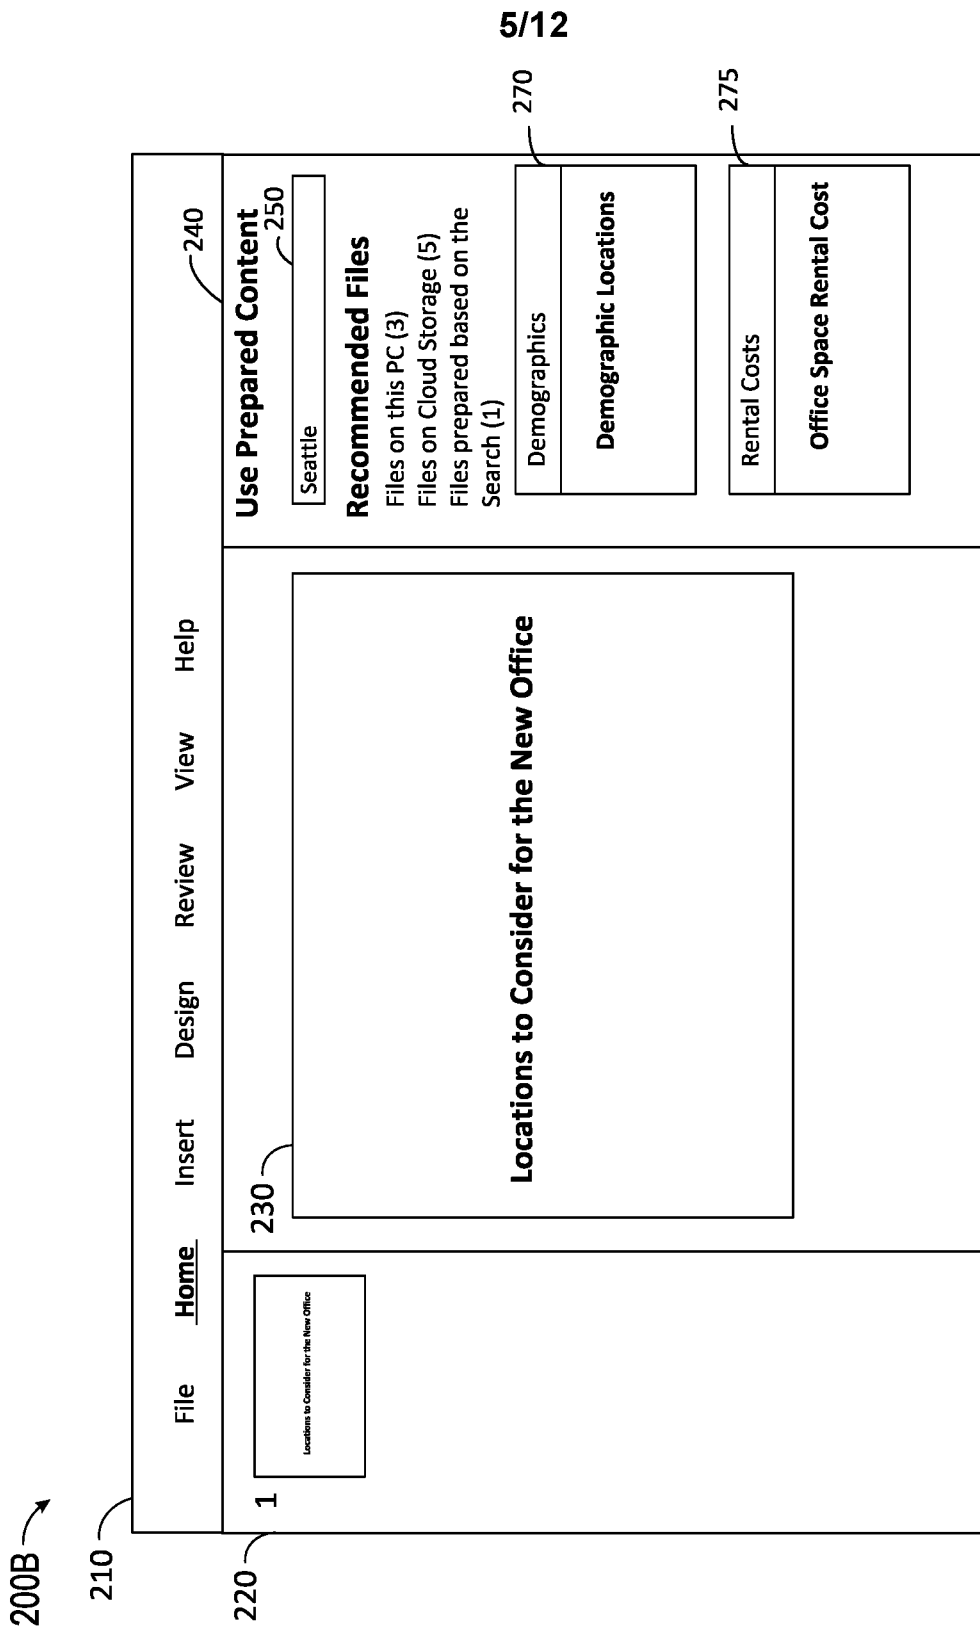 5/12
200B
210
File Home Insert Design Review View Help
220
1
Locations to Consider for the New Office
230
Locations to Consider for the New Office
240
Use Prepared Content
250
Seattle
Recommended Files
Files on this PC (3)
Files on Cloud Storage (5)
Files prepared based on the
Search (1)
270
Demographics
Demographic Locations
275
Rental Costs
Office Space Rental Cost